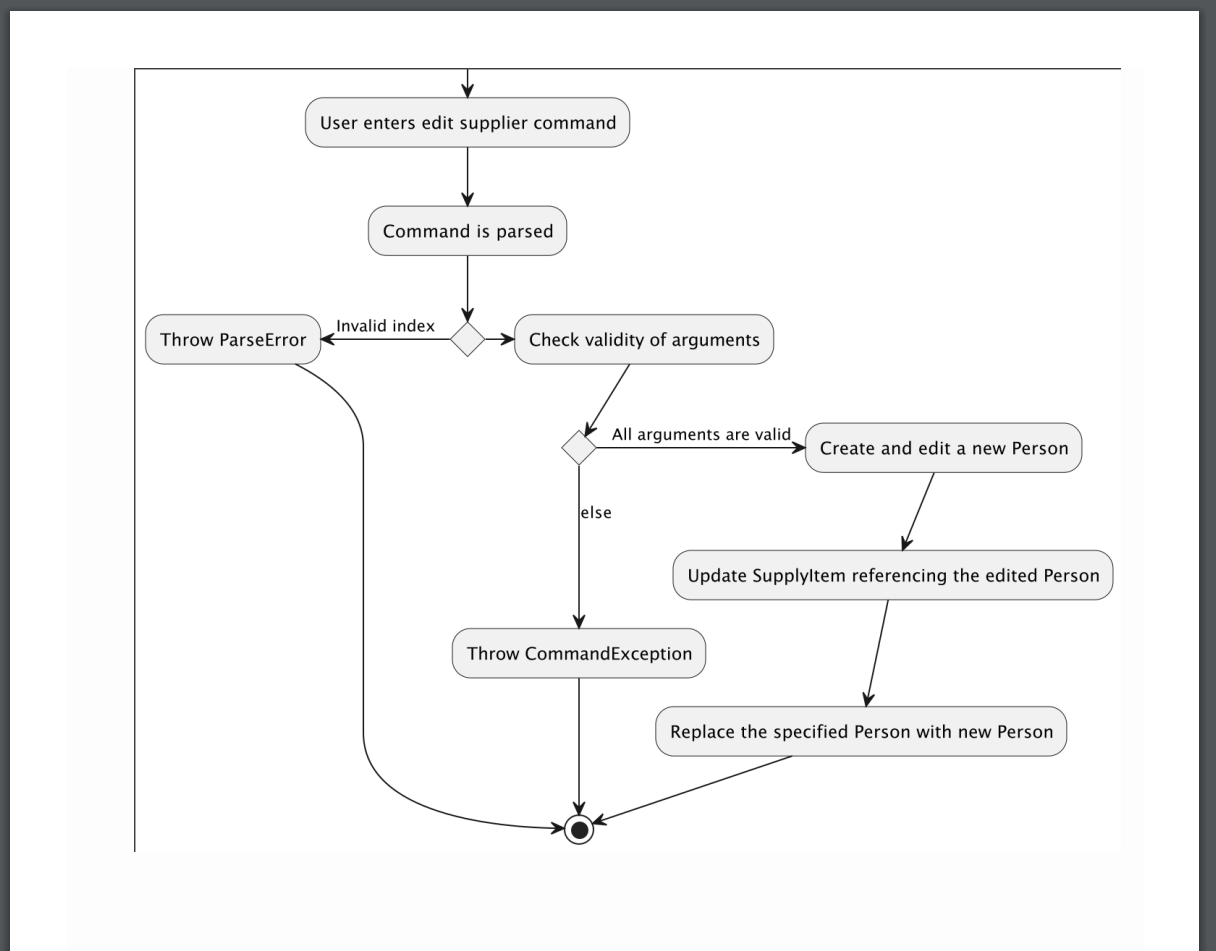 User enters edit supplier command
Command is parsed
Throw ParseError
Invalid index
Check validity of arguments
All arguments are valid
Create and edit a new Person
else
Update SupplyItem referencing the edited Person
Throw CommandException
Replace the specified Person with new Person